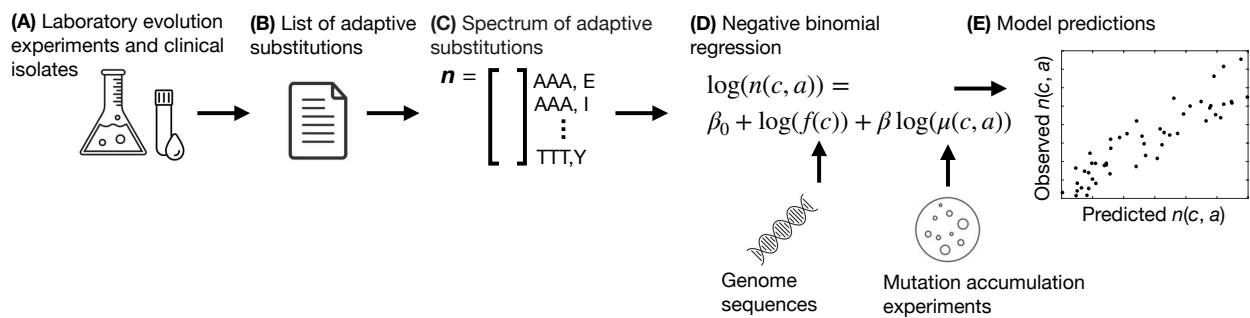 (A) Laboratory evolution
experiments and clinical
isolates
(B) List of adaptive
substitutions
(C) Spectrum of adaptive
substitutions
n =
AAA, E
AAA, I
⋮
TTT,Y
(D) Negative binomial
regression
log(n(c, a)) =
β₀ + log(f(c)) + β log(μ(c, a))
Genome
sequences
Mutation accumulation
experiments
(E) Model predictions
Observed n(c, a)
Predicted n(c, a)